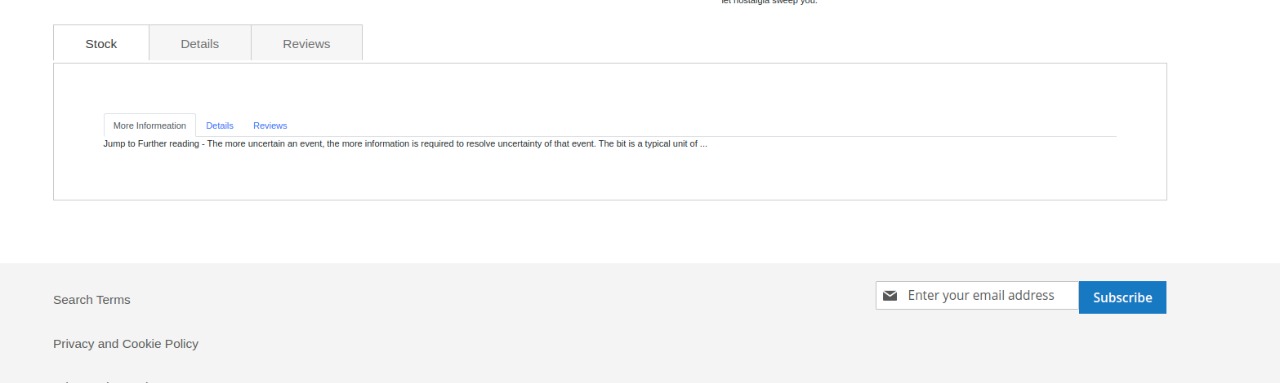 let nostalgia sweep you.
Stock Details Reviews
More Informeation Details Reviews
Jump to Further reading - The more uncertain an event, the more information is required to resolve uncertainty of that event. The bit is a typical unit of ...
Search Terms
Enter your email address Subscribe
Privacy and Cookie Policy